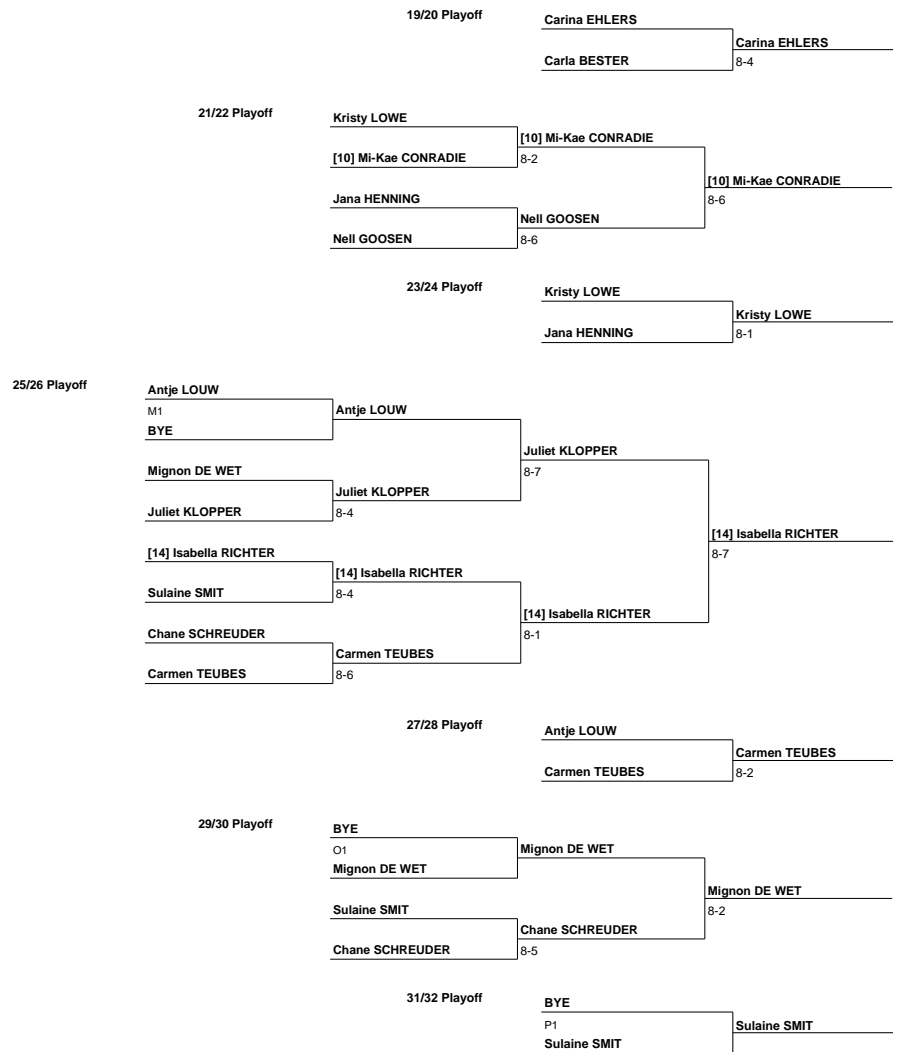 19/20 Playoff
Carina EHLERS
Carina EHLERS
Carla BESTER
8-4
21/22 Playoff
Kristy LOWE
[10] Mi-Kae CONRADIE
[10] Mi-Kae CONRADIE
8-2
[10] Mi-Kae CONRADIE
Jana HENNING
8-6
Nell GOOSEN
Nell GOOSEN
8-6
23/24 Playoff
Kristy LOWE
Kristy LOWE
Jana HENNING
8-1
25/26 Playoff
Antje LOUW
M1
Antje LOUW
BYE
Juliet KLOPPER
Mignon DE WET
8-7
Juliet KLOPPER
Juliet KLOPPER
8-4
[14] Isabella RICHTER
[14] Isabella RICHTER
8-7
[14] Isabella RICHTER
Sulaine SMIT
8-4
[14] Isabella RICHTER
Chane SCHREUDER
8-1
Carmen TEUBES
Carmen TEUBES
8-6
27/28 Playoff
Antje LOUW
Carmen TEUBES
Carmen TEUBES
8-2
29/30 Playoff
BYE
O1
Mignon DE WET
Mignon DE WET
Mignon DE WET
Sulaine SMIT
8-2
Chane SCHREUDER
Chane SCHREUDER
8-5
31/32 Playoff
BYE
P1
Sulaine SMIT
Sulaine SMIT